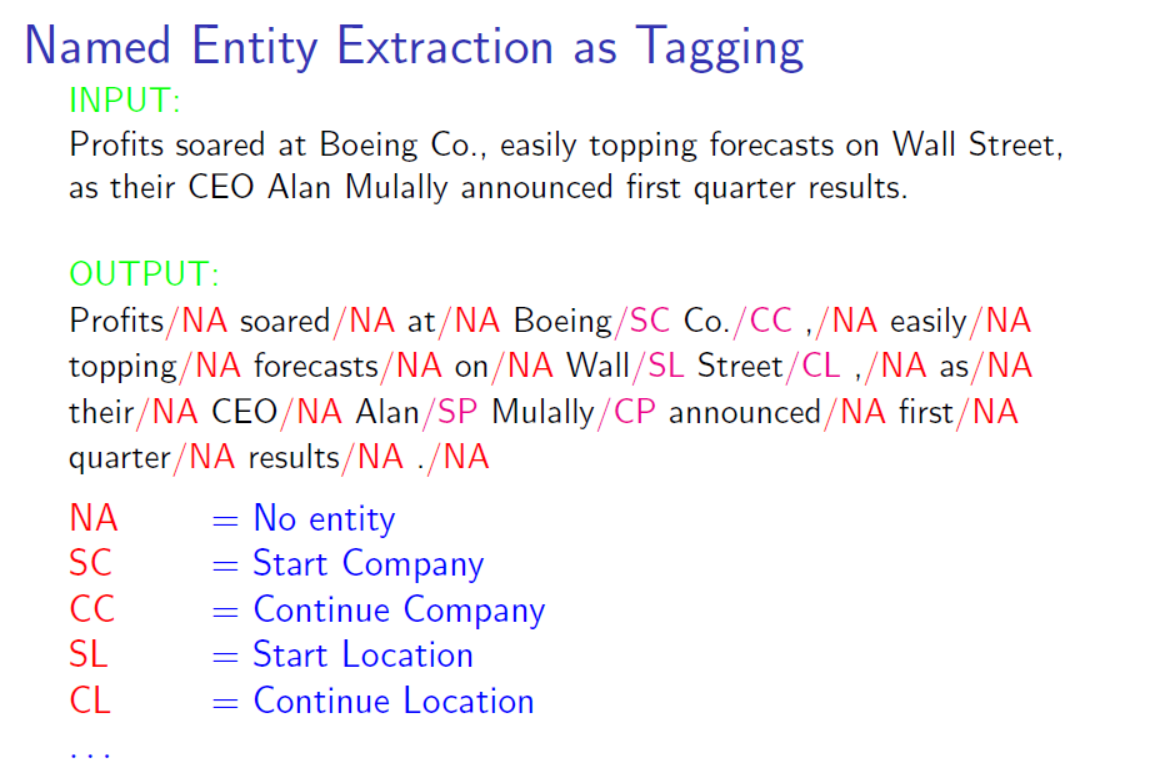 Named Entity Extraction as Tagging
INPUT:
Profits soared at Boeing Co., easily topping forecasts on Wall Street,
as their CEO Alan Mulally announced first quarter results.
OUTPUT:
Profits/NA soared/NA at/NA Boeing/SC Co./CC ,/NA easily/NA
topping/NA forecasts/NA on/NA Wall/SL Street/CL ,/NA as/NA
their/NA CEO/NA Alan/SP Mulally/CP announced/NA first/NA
quarter/NA results/NA ./NA
NA = No entity
SC = Start Company
CC = Continue Company
SL = Start Location
CL = Continue Location
...